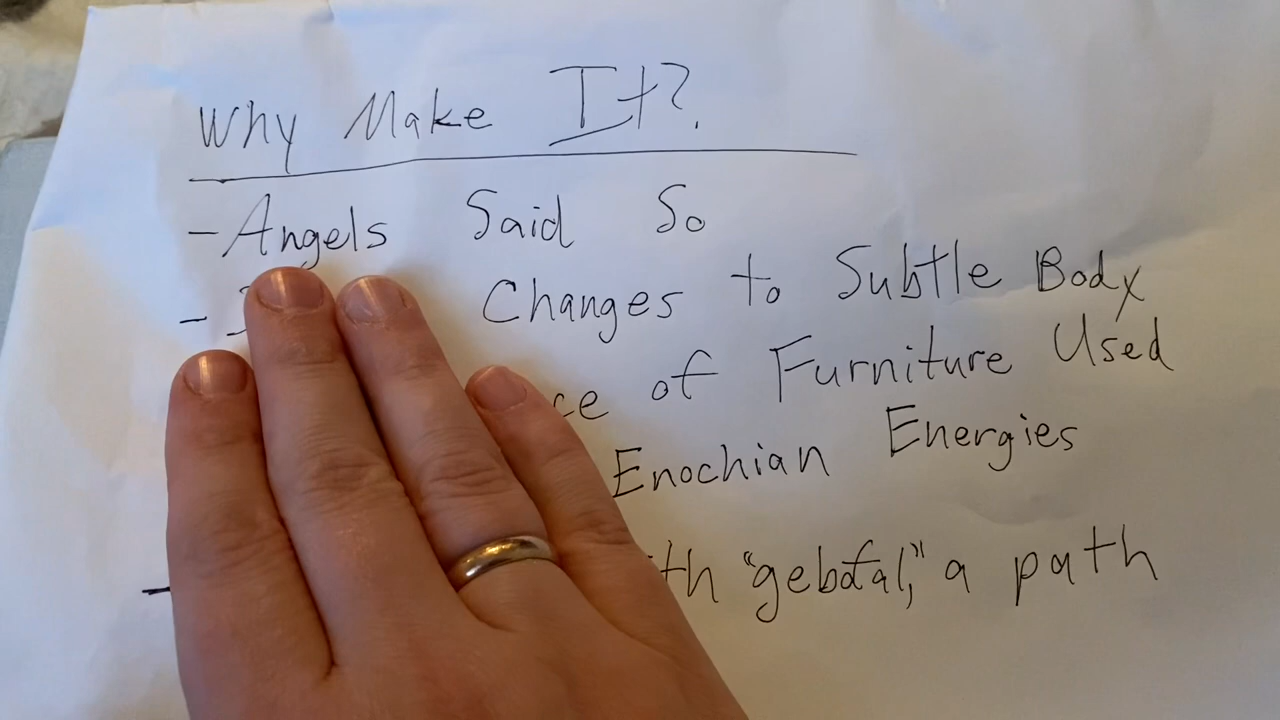 Why Make It?
- Angels Said So
- Changes to Subtle Body
of Furniture Used
Enochian Energies
- "gebofal," a path